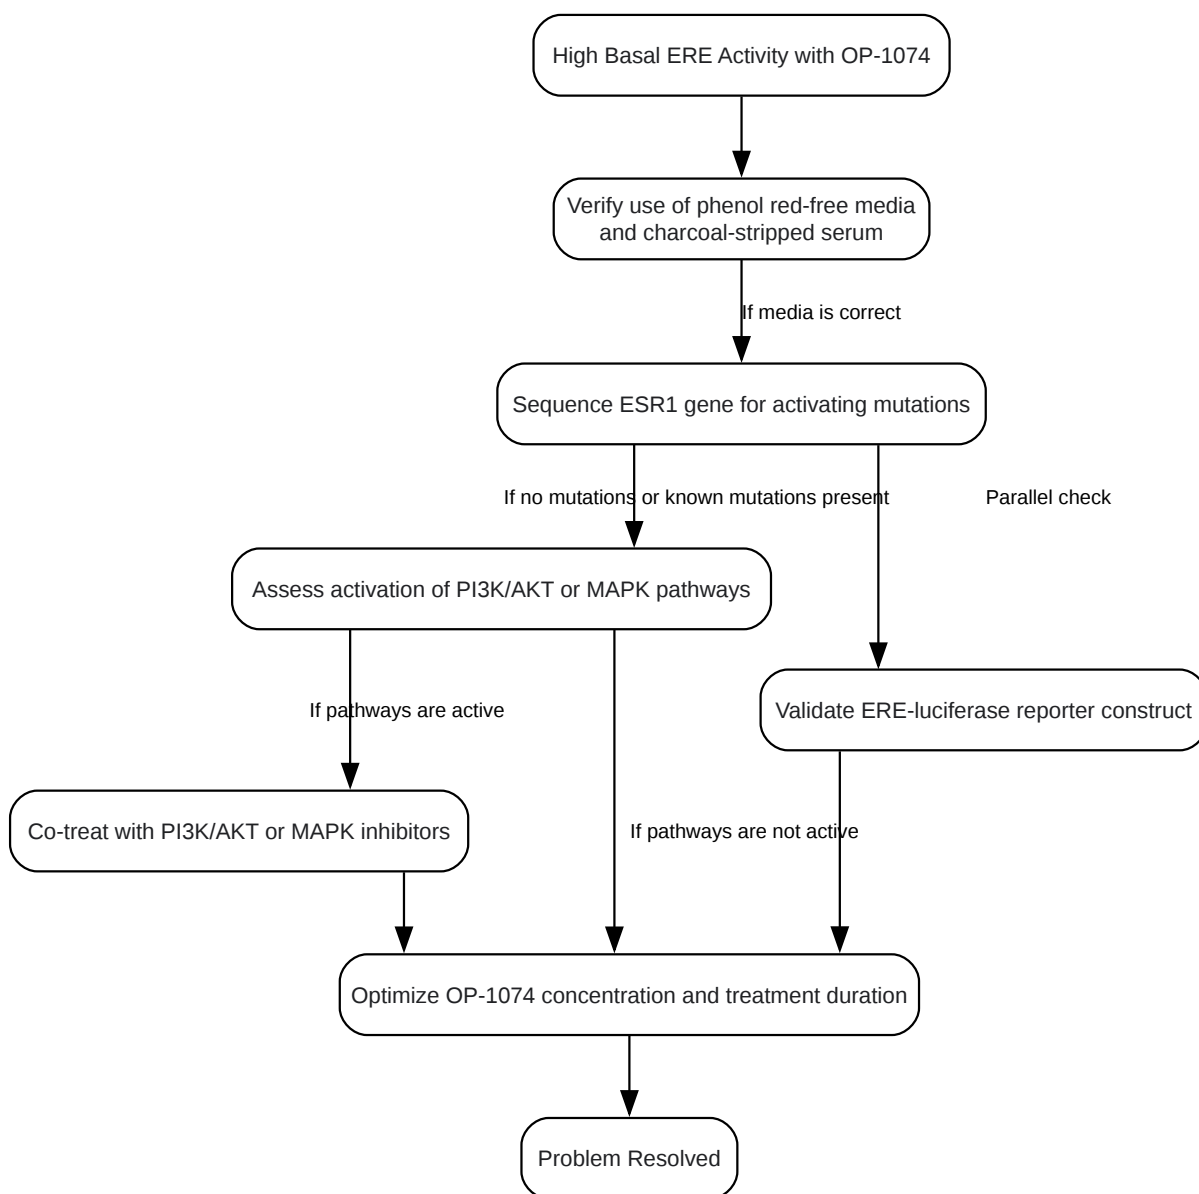 High Basal ERE Activity with OP-1074
Verify use of phenol red-free media
and charcoal-stripped serum
If media is correct
Sequence ESR1 gene for activating mutations
If no mutations or known mutations present
Parallel check
Assess activation of PI3K/AKT or MAPK pathways
If pathways are active
Validate ERE-luciferase reporter construct
Co-treat with PI3K/AKT or MAPK inhibitors
If pathways are not active
Optimize OP-1074 concentration and treatment duration
Problem Resolved